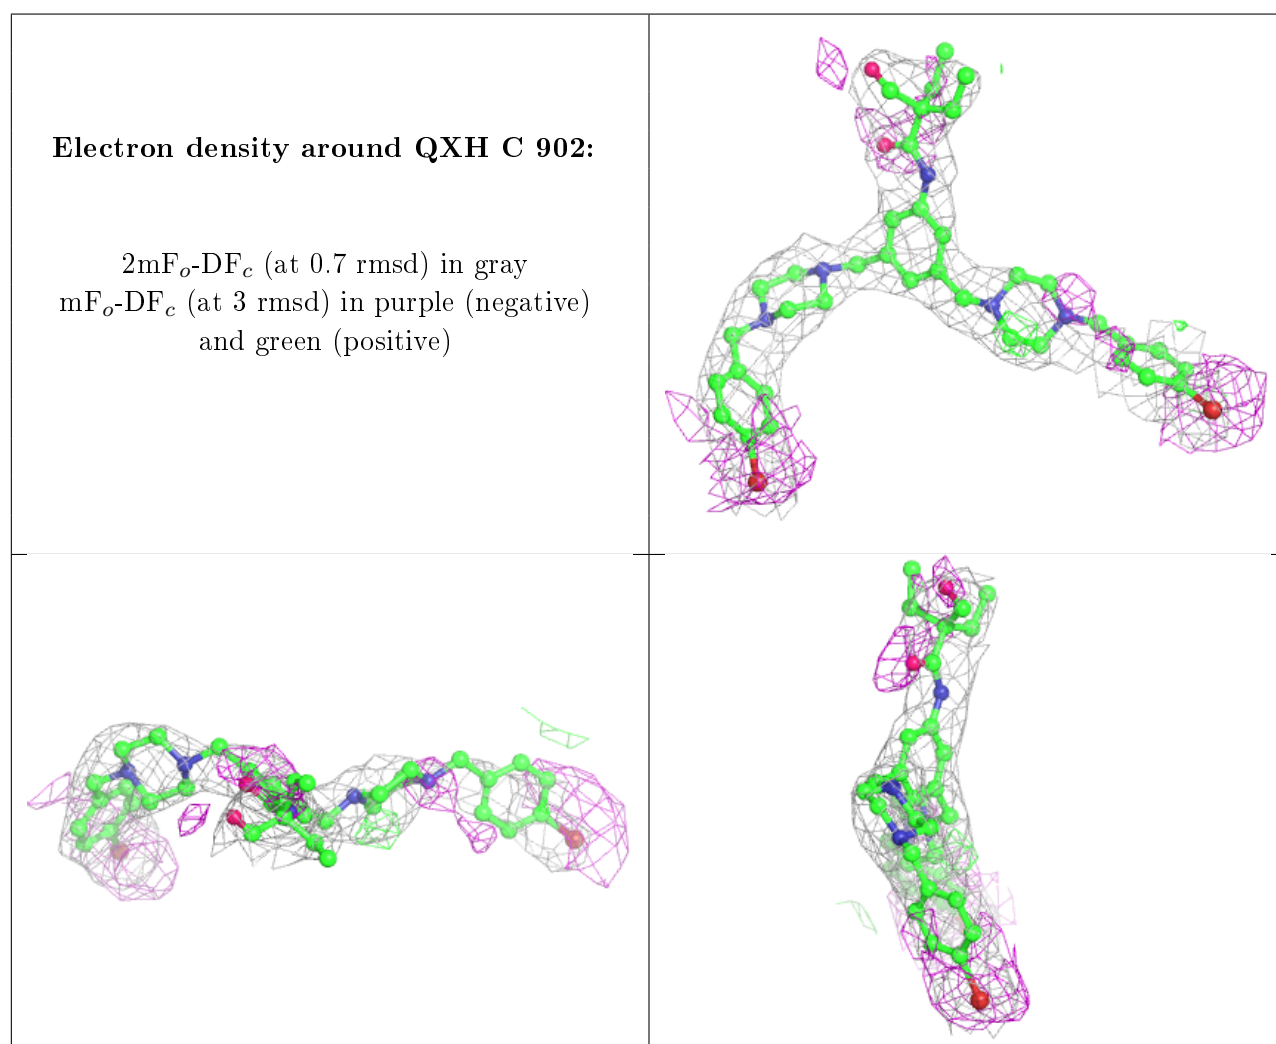 Electron density around QXH C 902:
2mFₒ-DF𝒸 (at 0.7 rmsd) in gray
mFₒ-DF𝒸 (at 3 rmsd) in purple (negative)
and green (positive)